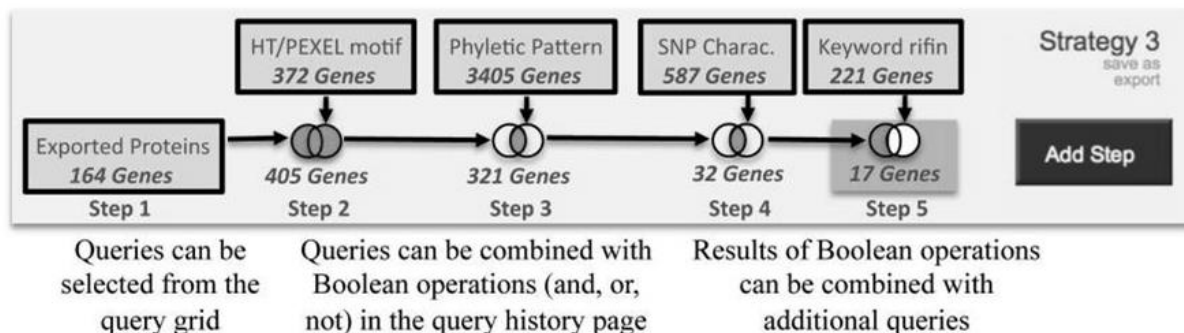 HT/PEXEL motif
372 Genes
Phyletic Pattern
3405 Genes
SNP Charac.
587 Genes
Keyword rifin
221 Genes
Strategy 3
save as
export
Exported Proteins
164 Genes
405 Genes
321 Genes
32 Genes
17 Genes
Add Step
Step 1
Step 2
Step 3
Step 4
Step 5
Queries can be
selected from the
query grid
Queries can be combined with
Boolean operations (and, or,
not) in the query history page
Results of Boolean operations
can be combined with
additional queries